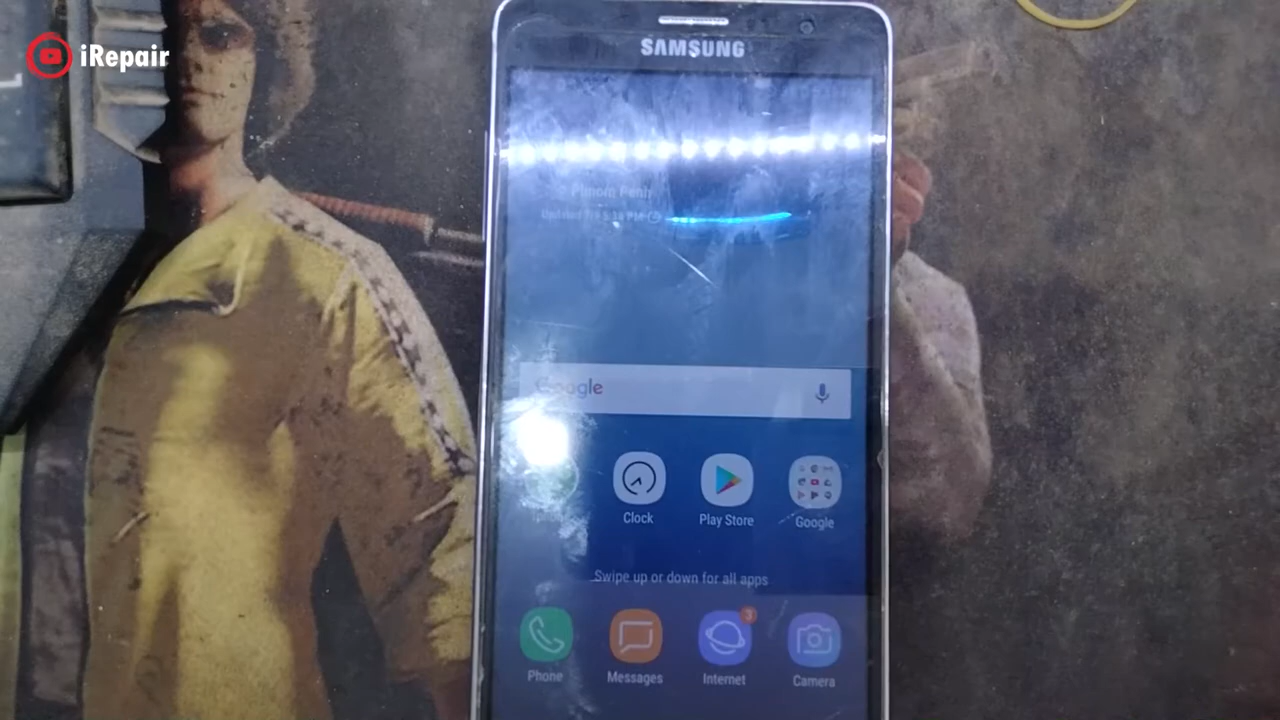 iRepair
SAMSUNG
Phnom Penh
Google
Clock
Play Store
Google
Swipe up or down for all apps
3
Phone
Messages
Internet
Camera